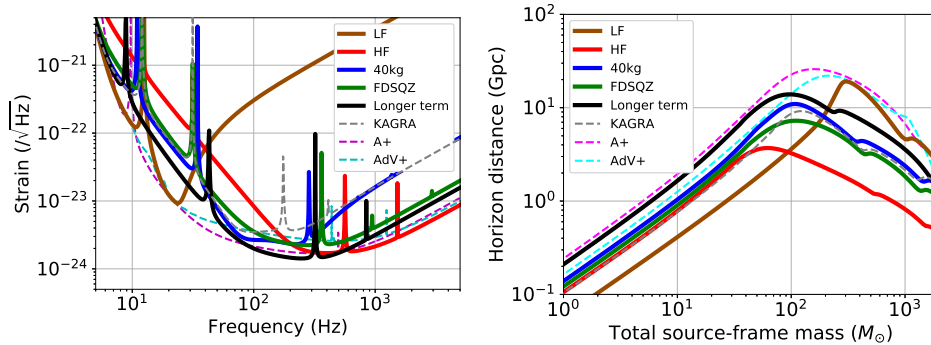 Strain (/√Hz)
10⁻²¹
10⁻²²
10⁻²³
10⁻²⁴
10¹
10²
10³
Frequency (Hz)
LF
HF
40kg
FDSQZ
Longer term
KAGRA
A+
AdV+
Horizon distance (Gpc)
10²
10¹
10⁰
10⁻¹
10⁰
10¹
10²
10³
Total source-frame mass (M⊙)
LF
HF
40kg
FDSQZ
Longer term
KAGRA
A+
AdV+